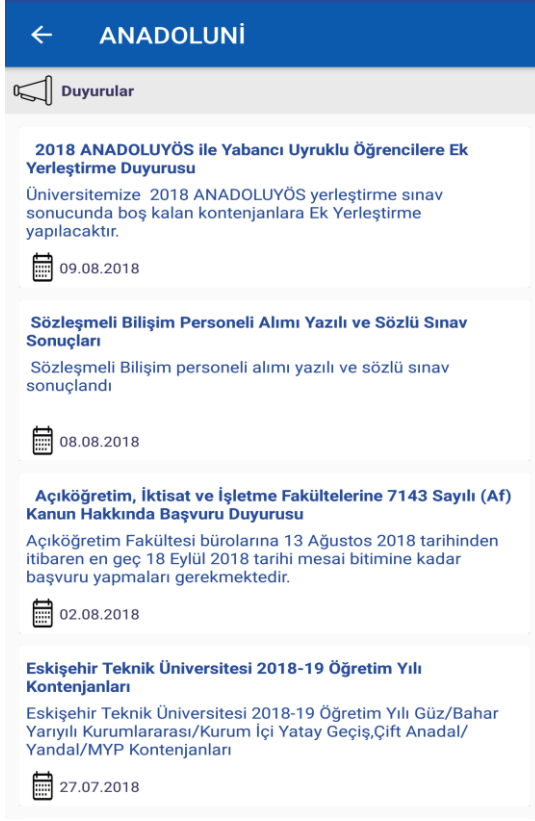 ANADOLUNİ
Duyurular
2018 ANADOLUYÖS ile Yabancı Uyruklu Öğrencilere Ek
Yerleştirme Duyurusu
Üniversitemize 2018 ANADOLUYÖS yerleştirme sınav
sonucunda boş kalan kontenjanlara Ek Yerleştirme
yapılacaktır.
09.08.2018
Sözleşmeli Bilişim Personeli Alımı Yazılı ve Sözlü Sınav
Sonuçları
Sözleşmeli Bilişim personeli alımı yazılı ve sözlü sınav
sonuçlandı
08.08.2018
Açıköğretim, İktisat ve İşletme Fakültelerine 7143 Sayılı (Af)
Kanun Hakkında Başvuru Duyurusu
Açıköğretim Fakültesi bürolarına 13 Ağustos 2018 tarihinden
itibaren en geç 18 Eylül 2018 tarihi mesai bitimine kadar
başvuru yapmaları gerekmektedir.
02.08.2018
Eskişehir Teknik Üniversitesi 2018-19 Öğretim Yılı
Kontenjanları
Eskişehir Teknik Üniversitesi 2018-19 Öğretim Yılı Güz/Bahar
Yarıyılı Kurumlararası/Kurum İçi Yatay Geçiş,Çift Anadal/
Yandal/MYP Kontenjanları
27.07.2018